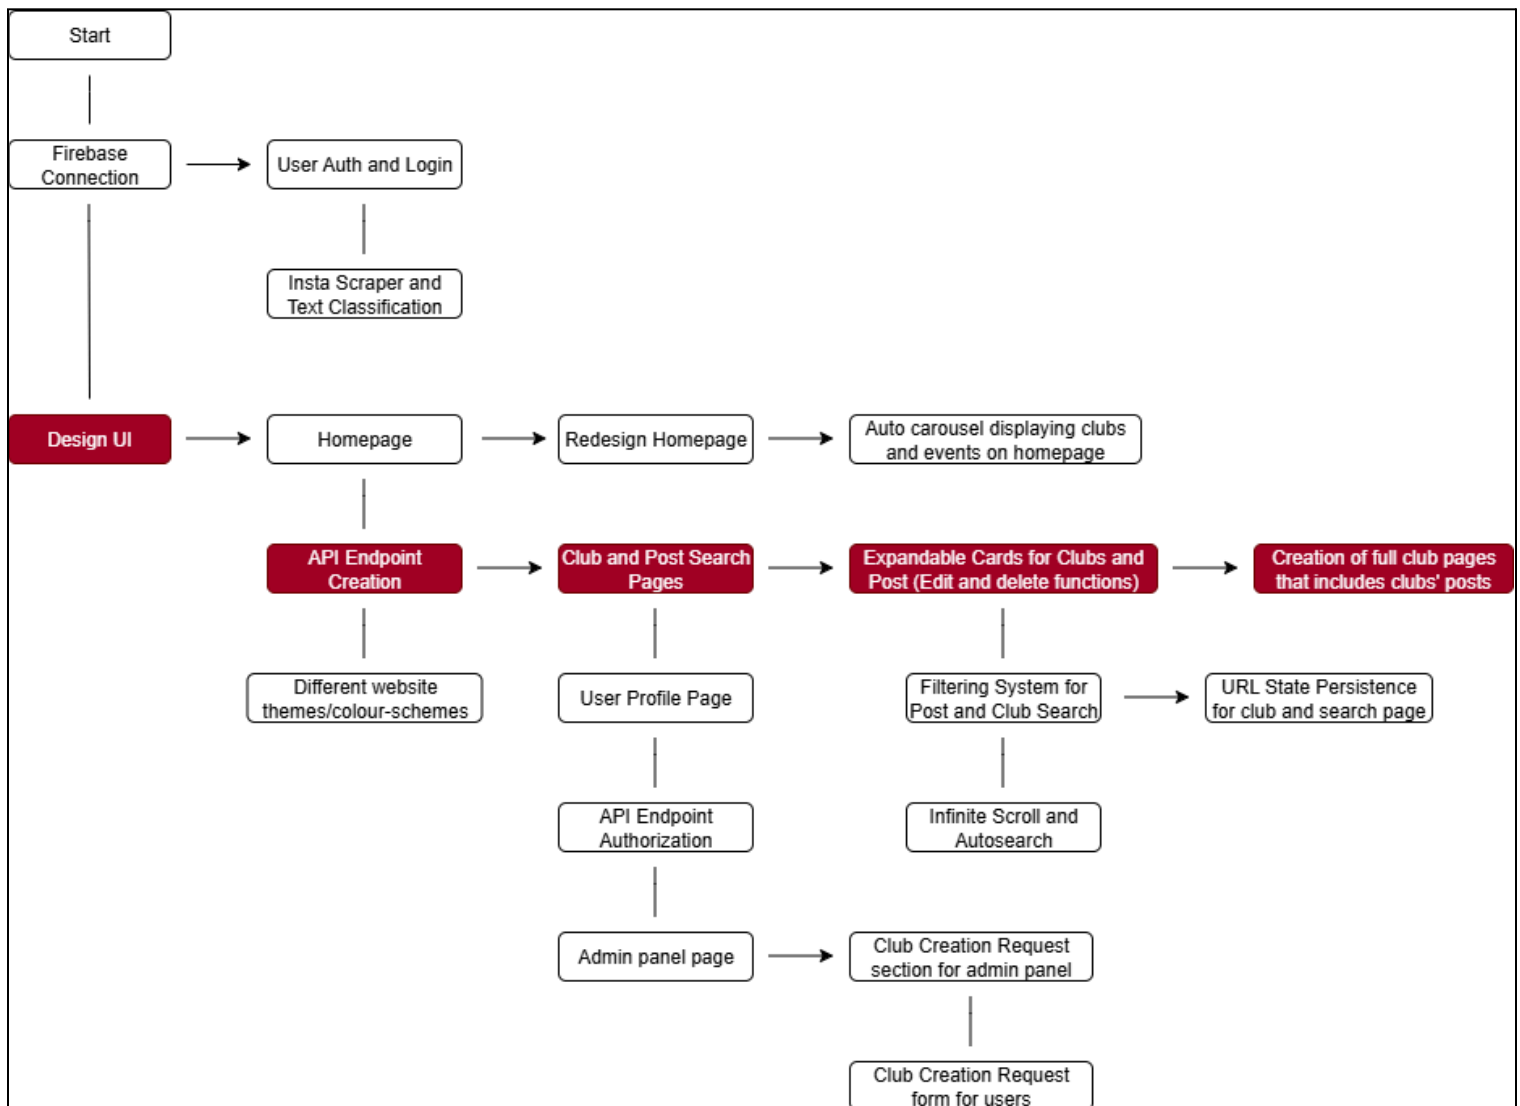 Start
Firebase
Connection
User Auth and Login
Insta Scraper and
Text Classification
Design UI
Homepage
Redesign Homepage
Auto carousel displaying clubs
and events on homepage
API Endpoint
Creation
Club and Post Search
Pages
Expandable Cards for Clubs and
Post (Edit and delete functions)
Creation of full club pages
that includes clubs' posts
Different website
themes/colour-schemes
User Profile Page
Filtering System for
Post and Club Search
URL State Persistence
for club and search page
API Endpoint
Authorization
Infinite Scroll and
Autosearch
Admin panel page
Club Creation Request
section for admin panel
Club Creation Request
form for users